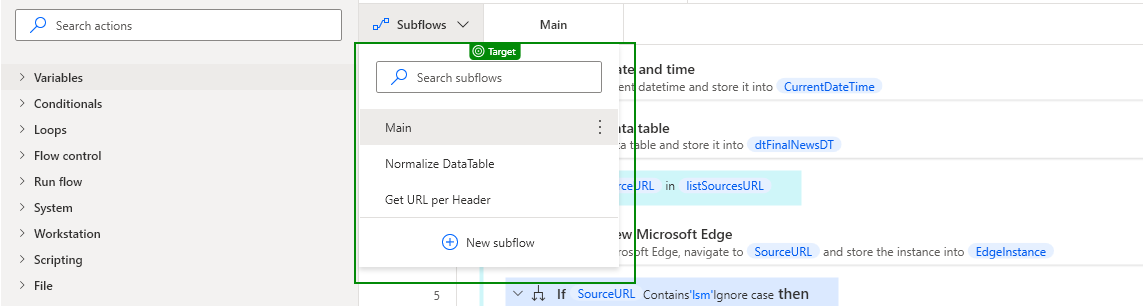 Search actions
Variables
Conditionals
Loops
Flow control
Run flow
System
Workstation
Scripting
File
Subflows
Main
Target
Search subflows
Main
Normalize DataTable
Get URL per Header
New subflow
ate and time
ent datetime and store it into CurrentDateTime
ata table
ta table and store it into dtFinalNewsDT
rceURL in listSourcesURL
ew Microsoft Edge
rosoft Edge, navigate to SourceURL and store the instance into EdgeInstance
5 If SourceURL Contains'lsm'Ignore case then